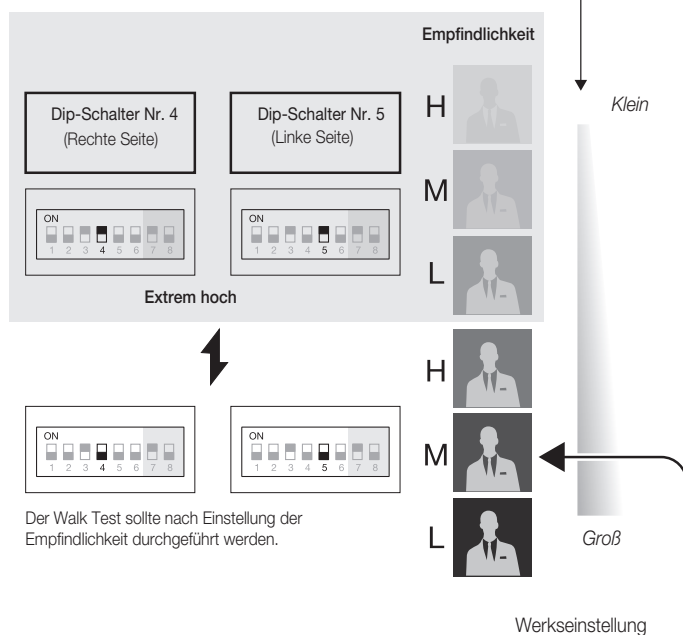 Empfindlichkeit
Dip-Schalter Nr. 4
(Rechte Seite)
Dip-Schalter Nr. 5
(Linke Seite)
H
Klein
M
ON
1 2 3 4 5 6 7 8
ON
1 2 3 4 5 6 7 8
L
Extrem hoch
H
ON
1 2 3 4 5 6 7 8
ON
1 2 3 4 5 6 7 8
M
Der Walk Test sollte nach Einstellung der
Empfindlichkeit durchgeführt werden.
L
Groß
Werkseinstellung